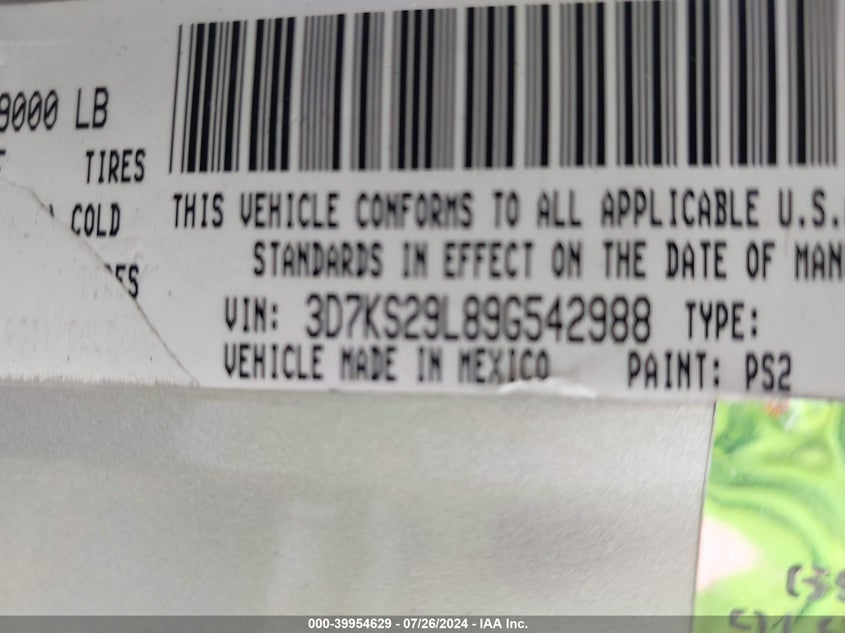 9000 LB
TIRES
COLD
THIS VEHICLE CONFORMS TO ALL APPLICABLE U.S.
STANDARDS IN EFFECT ON THE DATE OF MAN
VIN: 3D7KS29L89G542988 TYPE:
VEHICLE MADE IN MEXICO PAINT: PS2
000-39954629 - 07/26/2024 - IAA Inc.